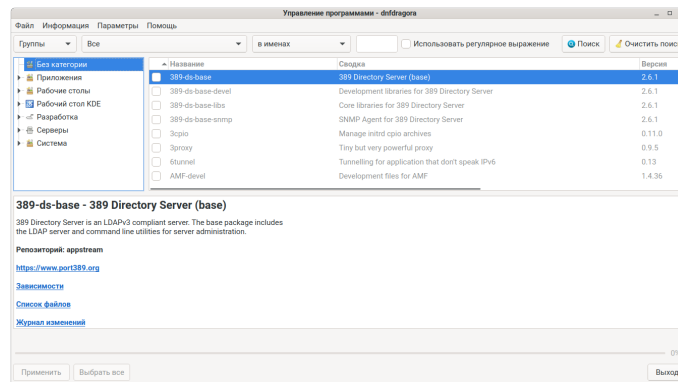 Управление программами - dnfdragora
Файл Информация Параметры Помощь
Группы Все в именах Использовать регулярное выражение Поиск Очистить поис
Без категории
Приложения
Рабочие столы
Рабочий стол KDE
Разработка
Серверы
Система
Название Сводка Версия
389-ds-base 389 Directory Server (base) 2.6.1
389-ds-base-devel Development libraries for 389 Directory Server 2.6.1
389-ds-base-libs Core libraries for 389 Directory Server 2.6.1
389-ds-base-snmp SNMP Agent for 389 Directory Server 2.6.1
3cpio Manage initrd cpio archives 0.11.0
3proxy Tiny but very powerful proxy 0.9.5
6tunnel Tunnelling for application that don't speak IPv6 0.13
AMF-devel Development files for AMF 1.4.36
389-ds-base - 389 Directory Server (base)
389 Directory Server is an LDAPv3 compliant server. The base package includes
the LDAP server and command line utilities for server administration.
Репозиторий: appstream
https://www.port389.org
Зависимости
Список файлов
Журнал изменений
0%
Применить Выбрать все Выход